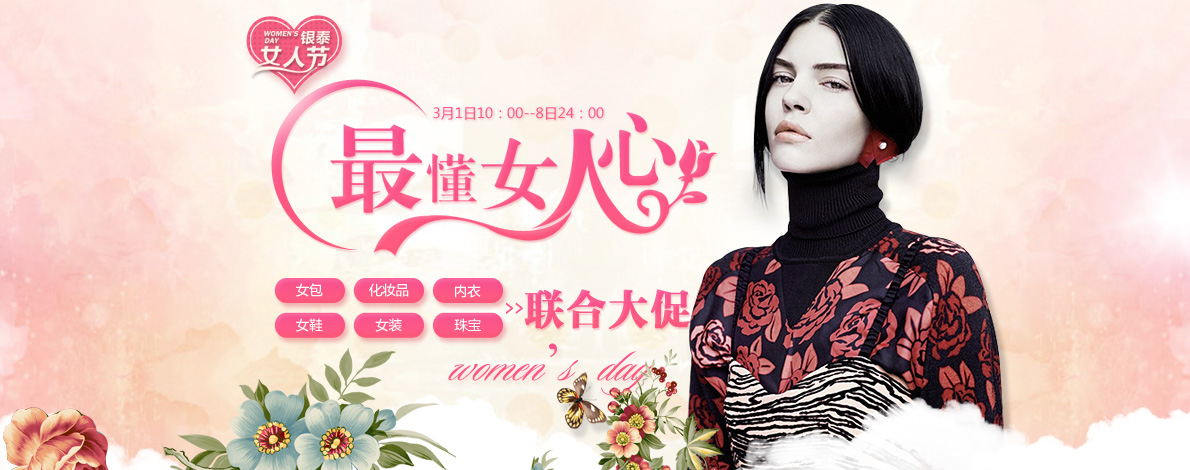 WOMEN'S DAY
银泰
女人节
3月1日10：00--8日24：00
最懂女人心
女包 化妆品 内衣
女鞋 女装 珠宝
>>联合大促
women's day